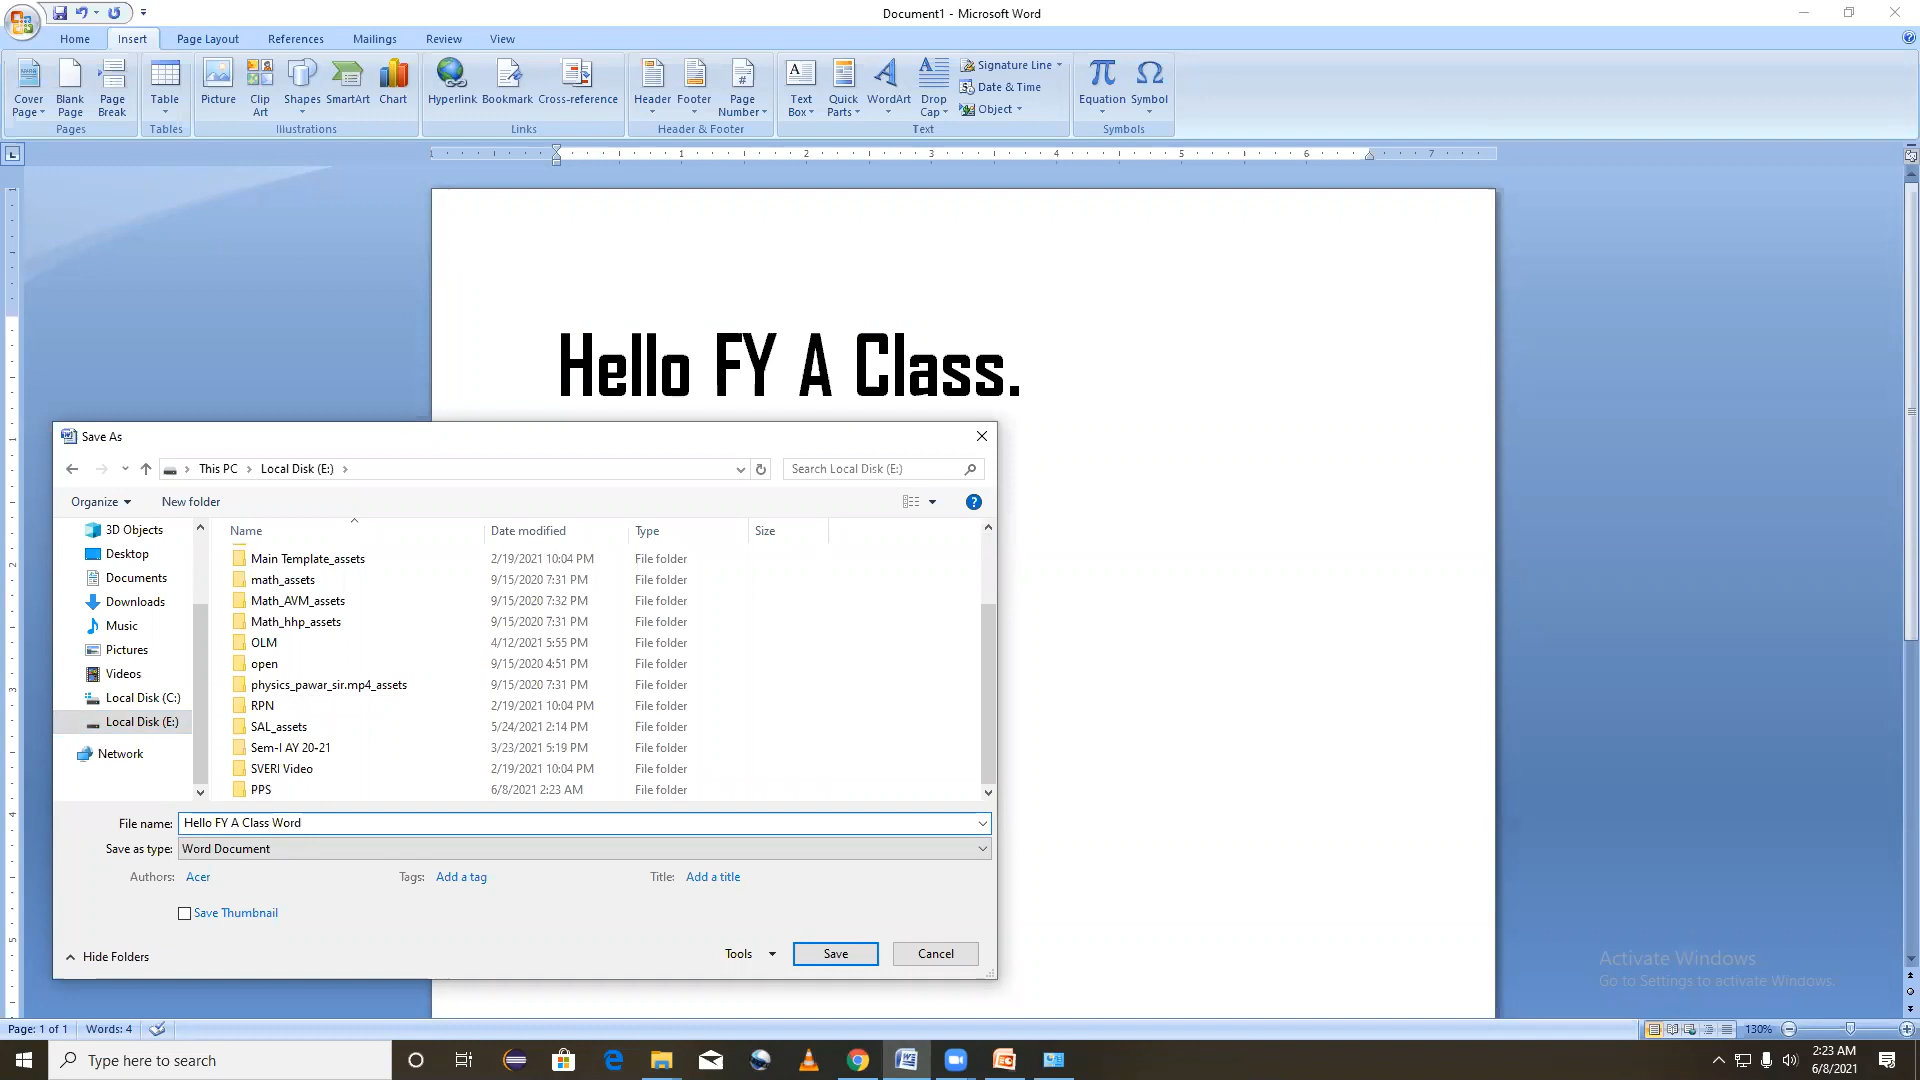 Document1 - Microsoft Word
Home Insert Page Layout References Mailings Review View
Cover Page Blank Page Page Break Table Picture Clip Art Shapes SmartArt Chart Hyperlink Bookmark Cross-reference Header Footer Page Number Text Box Quick Parts WordArt Drop Cap Equation Symbol
Signature Line
Date & Time
Object
Pages Tables Illustrations Links Header & Footer Text Symbols
1 1 2 3 4 5 6 7
Hello FY A Class.
Save As
This PC Local Disk (E:)
Search Local Disk (E:)
Organize New folder
3D Objects
Desktop
Documents
Downloads
Music
Pictures
Videos
Local Disk (C:)
Local Disk (E:)
Network
Name Date modified Type Size
Main Template_assets 2/19/2021 10:04 PM File folder
math_assets 9/15/2020 7:31 PM File folder
Math_AVM_assets 9/15/2020 7:32 PM File folder
Math_hhp_assets 9/15/2020 7:31 PM File folder
OLM 4/12/2021 5:55 PM File folder
open 9/15/2020 4:51 PM File folder
physics_pawar_sir.mp4_assets 9/15/2020 7:31 PM File folder
RPN 2/19/2021 10:04 PM File folder
SAL_assets 5/24/2021 2:14 PM File folder
Sem-I AY 20-21 3/23/2021 5:19 PM File folder
SVERI Video 2/19/2021 10:04 PM File folder
PPS 6/8/2021 2:23 AM File folder
File name: Hello FY A Class Word
Save as type: Word Document
Authors: Acer Tags: Add a tag Title: Add a title
Save Thumbnail
Hide Folders Tools Save Cancel
Activate Windows
Go to Settings to activate Windows.
Page: 1 of 1 Words: 4 130%
Type here to search
2:23 AM
6/8/2021